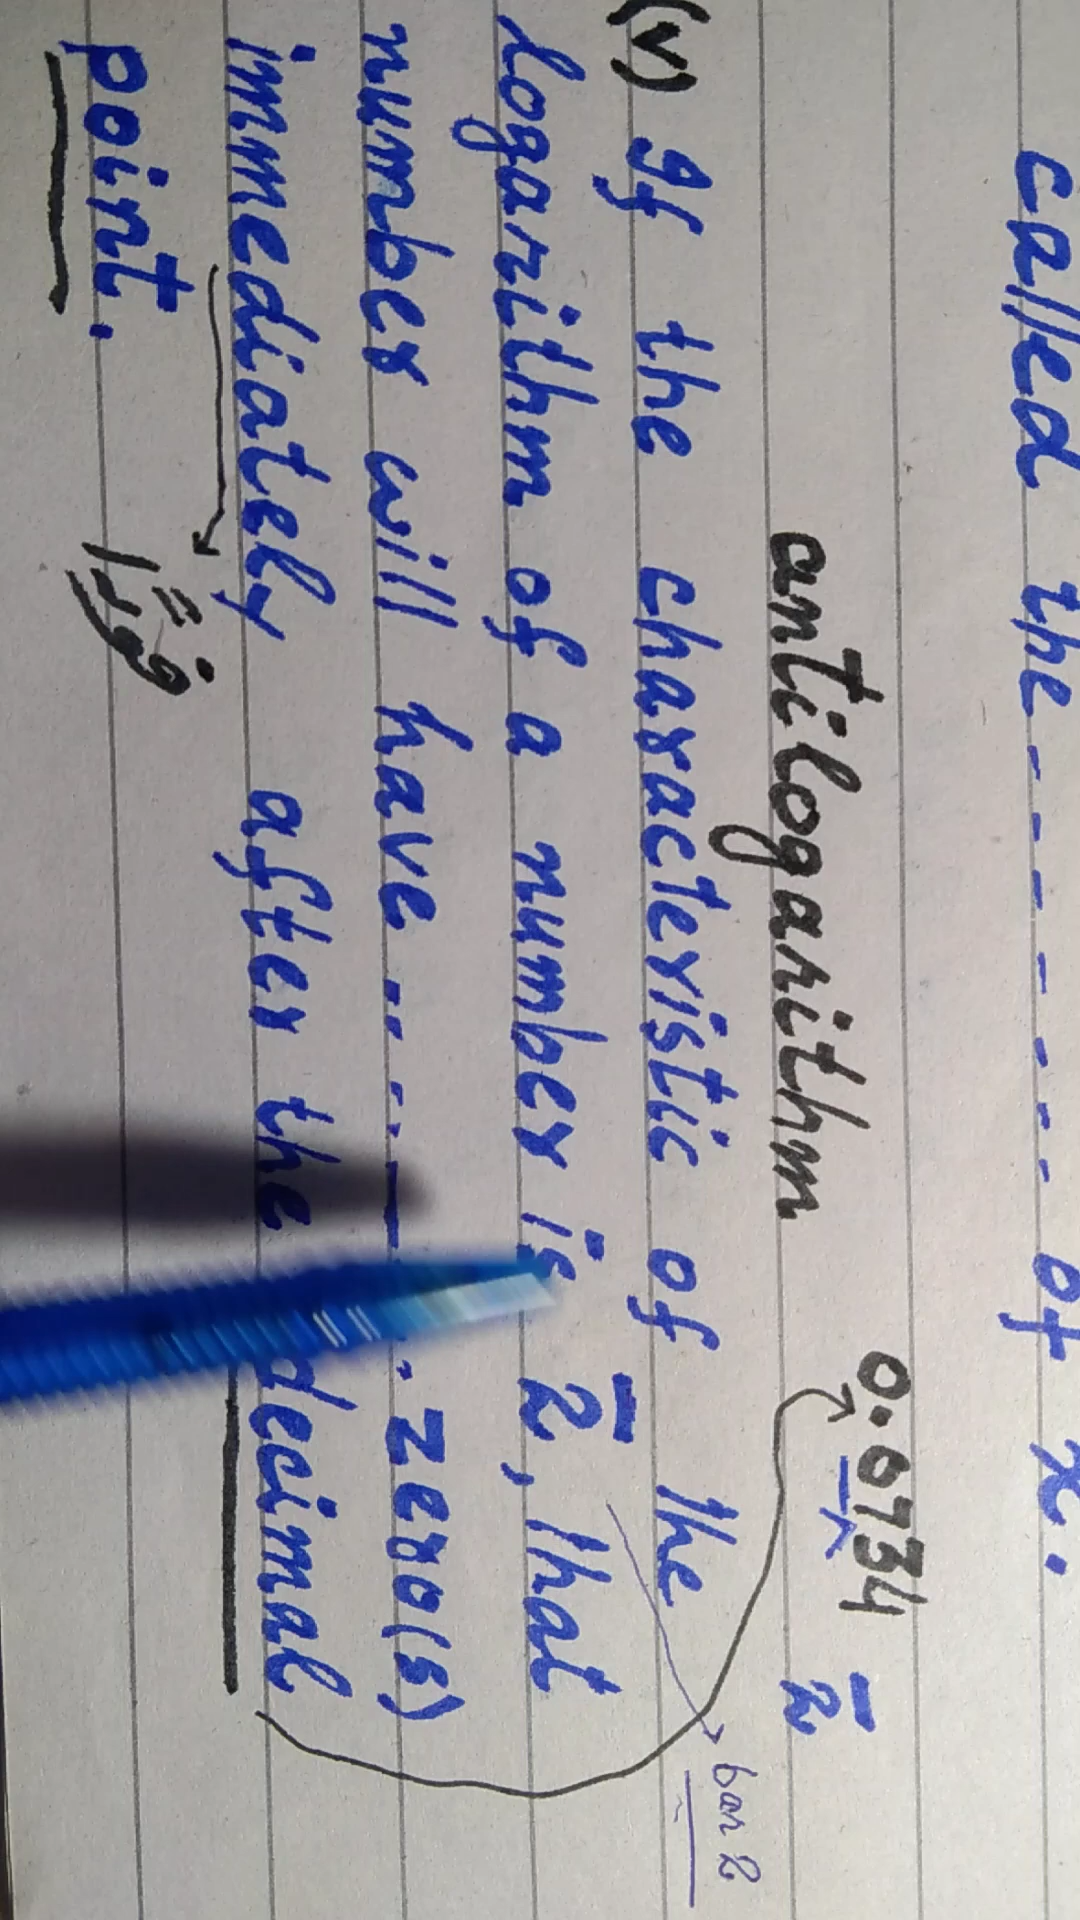 called the - - - - - - - of x.
antilogarithm
0.0734 2̄
(v) If the characteristic of the
bar 2
logarithm of a number is 2̄, that
number will have ........ zero(s)
immediately after the decimal
point.